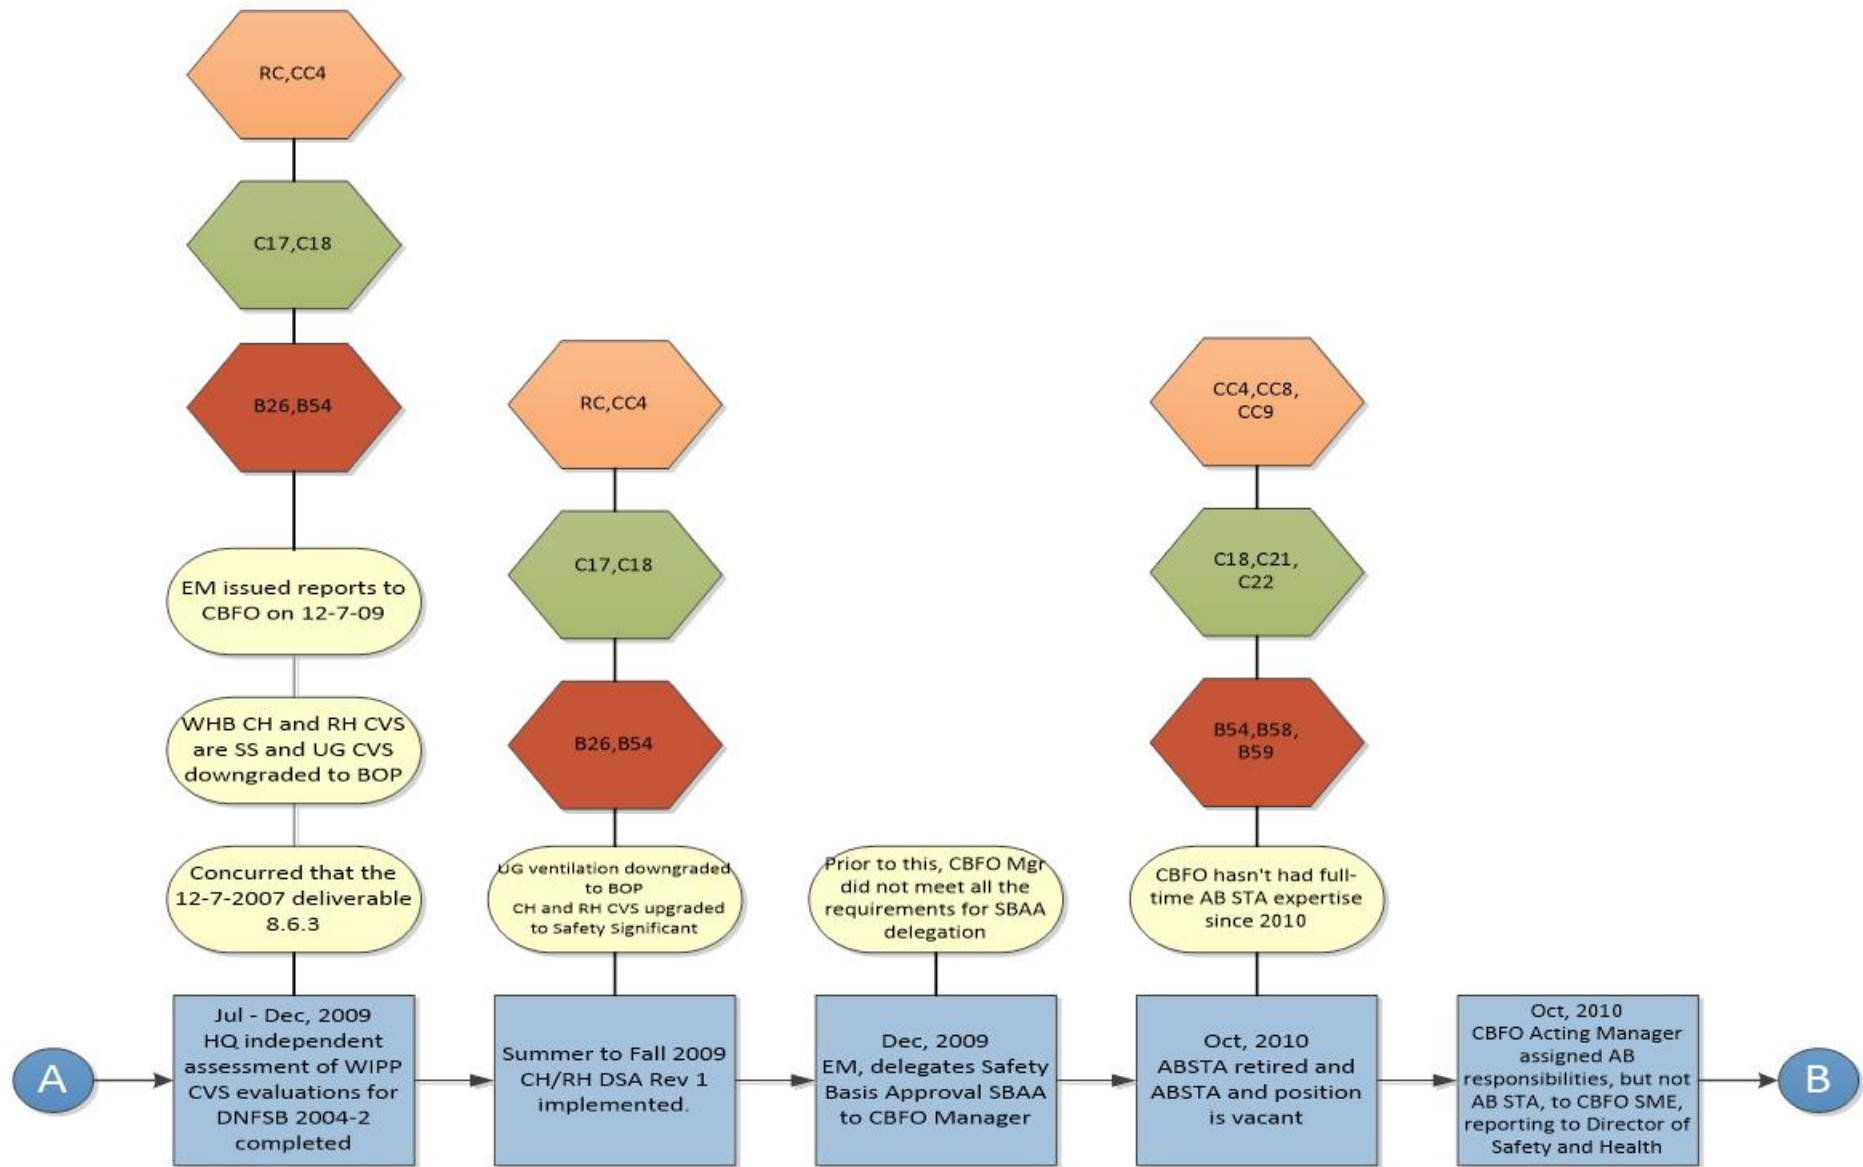 RC,CC4
C17,C18
B26,B54
EM issued reports to
CBFO on 12-7-09
WHB CH and RH CVS
are SS and UG CVS
downgraded to BOP
Concurred that the
12-7-2007 deliverable
8.6.3
Jul - Dec, 2009
HQ independent
assessment of WIPP
CVS evaluations for
DNFSB 2004-2
completed
RC,CC4
C17,C18
B26,B54
UG ventilation downgraded
to BOP
CH and RH CVS upgraded
to Safety Significant
Summer to Fall 2009
CH/RH DSA Rev 1
implemented.
Prior to this, CBFO Mgr
did not meet all the
requirements for SBAA
delegation
Dec, 2009
EM, delegates Safety
Basis Approval SBAA
to CBFO Manager
CC4,CC8,
CC9
C18,C21,
C22
B54,B58,
B59
CBFO hasn't had full-
time AB STA expertise
since 2010
Oct, 2010
ABSTA retired and
ABSTA and position
is vacant
Oct, 2010
CBFO Acting Manager
assigned AB
responsibilities, but not
AB STA, to CBFO SME,
reporting to Director of
Safety and Health
A
B